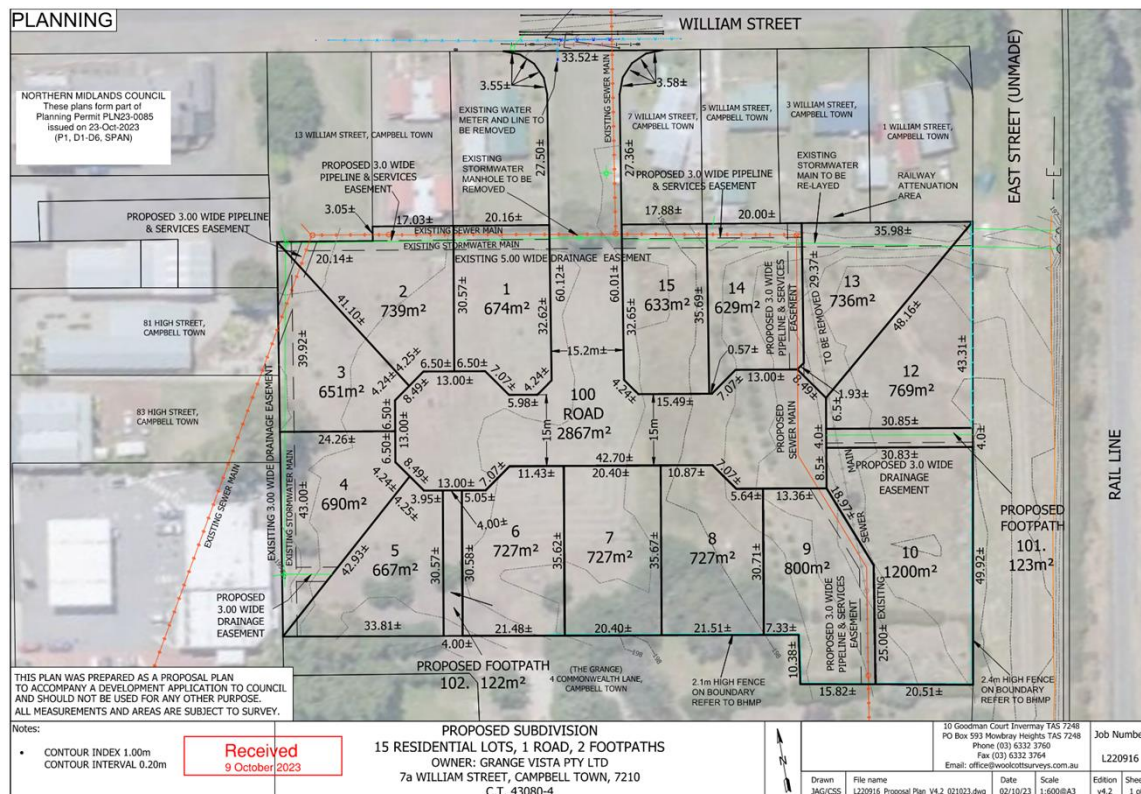 PLANNING
WILLIAM STREET
EAST STREET (UNMADE)
RAIL LINE
NORTHERN MIDLANDS COUNCIL
These plans form part of
Planning Permit PLN23-0085
issued on 23-Oct-2023
(P1, D1-D6, SPAN)
33.52±
3.55±
3.58±
EXISTING SEWER MAIN
EXISTING WATER
METER AND LINE TO
BE REMOVED
13 WILLIAM STREET, CAMPBELL TOWN
7 WILLIAM STREET,
CAMPBELL TOWN
5 WILLIAM STREET,
CAMPBELL TOWN
3 WILLIAM STREET,
CAMPBELL TOWN
1 WILLIAM STREET,
CAMPBELL TOWN
PROPOSED 3.0 WIDE
PIPELINE & SERVICES
EASEMENT
EXISTING
STORMWATER
MANHOLE TO BE
REMOVED
27.50±
27.36±
PROPOSED 3.0 WIDE PIPELINE
& SERVICES EASEMENT
EXISTING
STORMWATER
MAIN TO BE
RE-LAYED
RAILWAY
ATTENUATION
AREA
PROPOSED 3.00 WIDE PIPELINE
& SERVICES EASEMENT
3.05±
17.03±
20.16±
17.88±
20.00±
35.98±
EXISTING SEWER MAIN
EXISTING STORMWATER MAIN
EXISTING 5.00 WIDE DRAINAGE EASEMENT
20.14±
41.10±
2
739m²
30.57±
1
674m²
32.62±
60.12±
60.01±
32.65±
15
633m²
35.69±
14
629m²
PROPOSED 3.0 WIDE
PIPELINE & SERVICES
EASEMENT
TO BE REMOVED 29.37±
13
736m²
48.16±
43.31±
81 HIGH STREET,
CAMPBELL TOWN
39.92±
3
651m²
4.24±
4.25±
8.49±
6.50±
6.50±
13.00±
7.07±
4.24±
5.98±
15.2m±
4.24±
15.49±
0.57±
7.07±
13.00±
8.49±
1.93±
6.5±
12
769m²
30.85±
83 HIGH STREET,
CAMPBELL TOWN
24.26±
6.50±
6.50±
13.00±
15m
100
ROAD
2867m²
15m
PROPOSED
SEWER MAIN
4.0±
4.0±
30.83±
PROPOSED 3.0 WIDE
DRAINAGE
EASEMENT
EXISTING SEWER MAIN
EXISITING 3.00 WIDE DRAINAGE EASEMENT
EXISTING STORMWATER MAIN
43.00±
4
690m²
4.24±
4.25±
8.49±
3.95±
13.00±
5.05±
4.00±
7.07±
11.43±
42.70±
20.40±
10.87±
7.07±
5.64±
13.36±
8.5±
18.97±
MAIN
SEWER
EXISTING
PROPOSED
FOOTPATH
101.
123m²
42.93±
5
667m²
30.57±
30.58±
6
727m²
35.62±
7
727m²
35.67±
8
727m²
30.71±
9
800m²
10
1200m²
49.92±
PROPOSED
3.00 WIDE
DRAINAGE
EASEMENT
33.81±
4.00±
21.48±
20.40±
21.51±
7.33±
10.38±
PROPOSED 3.0 WIDE
PIPELINE & SERVICES
EASEMENT
25.00±
15.82±
20.51±
PROPOSED FOOTPATH
102. 122m²
(THE GRANGE)
4 COMMONWEALTH LANE,
CAMPBELL TOWN
198
198
2.1m HIGH FENCE
ON BOUNDARY
REFER TO BHMP
2.4m HIGH FENCE
ON BOUNDARY
REFER TO BHMP
THIS PLAN WAS PREPARED AS A PROPOSAL PLAN
TO ACCOMPANY A DEVELOPMENT APPLICATION TO COUNCIL
AND SHOULD NOT BE USED FOR ANY OTHER PURPOSE.
ALL MEASUREMENTS AND AREAS ARE SUBJECT TO SURVEY.
Notes:
• CONTOUR INDEX 1.00m
CONTOUR INTERVAL 0.20m
Received
9 October 2023
PROPOSED SUBDIVISION
15 RESIDENTIAL LOTS, 1 ROAD, 2 FOOTPATHS
OWNER: GRANGE VISTA PTY LTD
7a WILLIAM STREET, CAMPBELL TOWN, 7210
C.T. 43080-4
10 Goodman Court Invermay TAS 7248
PO Box 593 Mowbray Heights TAS 7248
Phone (03) 6332 3760
Fax (03) 6332 3764
Email: office@woolcottsurveys.com.au
Job Number
L220916
Drawn
JAG/CSS
File name
L220916_Proposal Plan_V4.2_021023.dwg
Date
02/10/23
Scale
1:600@A3
Edition
v4.2